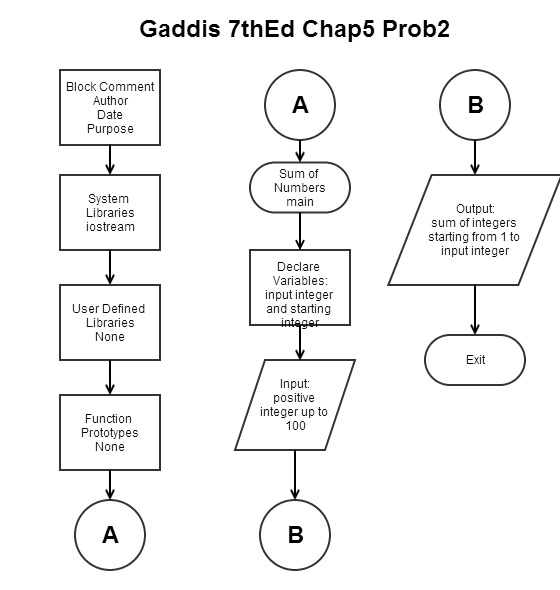 Gaddis 7thEd Chap5 Prob2
Block Comment
Author
Date
Purpose
System
Libraries
iostream
User Defined
Libraries
None
Function
Prototypes
None
A
A
Sum of
Numbers
main
Declare
Variables:
input integer
and starting
integer
Input:
positive
integer up to
100
B
B
Output:
sum of integers
starting from 1 to
input integer
Exit